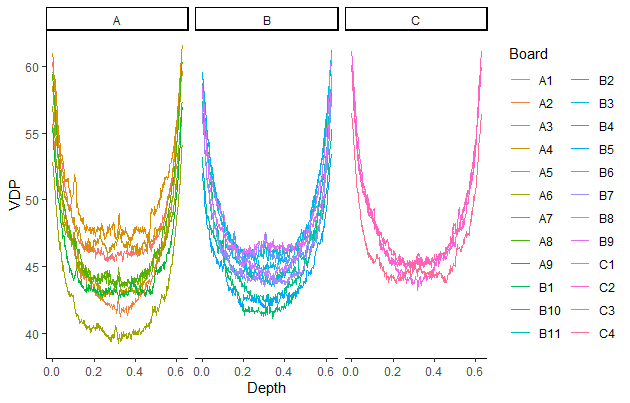 A B C
Board
A1 B2
A2 B3
A3 B4
A4 B5
A5 B6
A6 B7
A7 B8
A8 B9
A9 C1
B1 C2
B10 C3
B11 C4
VDP
60
55
50
45
40
0.0 0.2 0.4 0.6 0.0 0.2 0.4 0.6 0.0 0.2 0.4 0.6
Depth